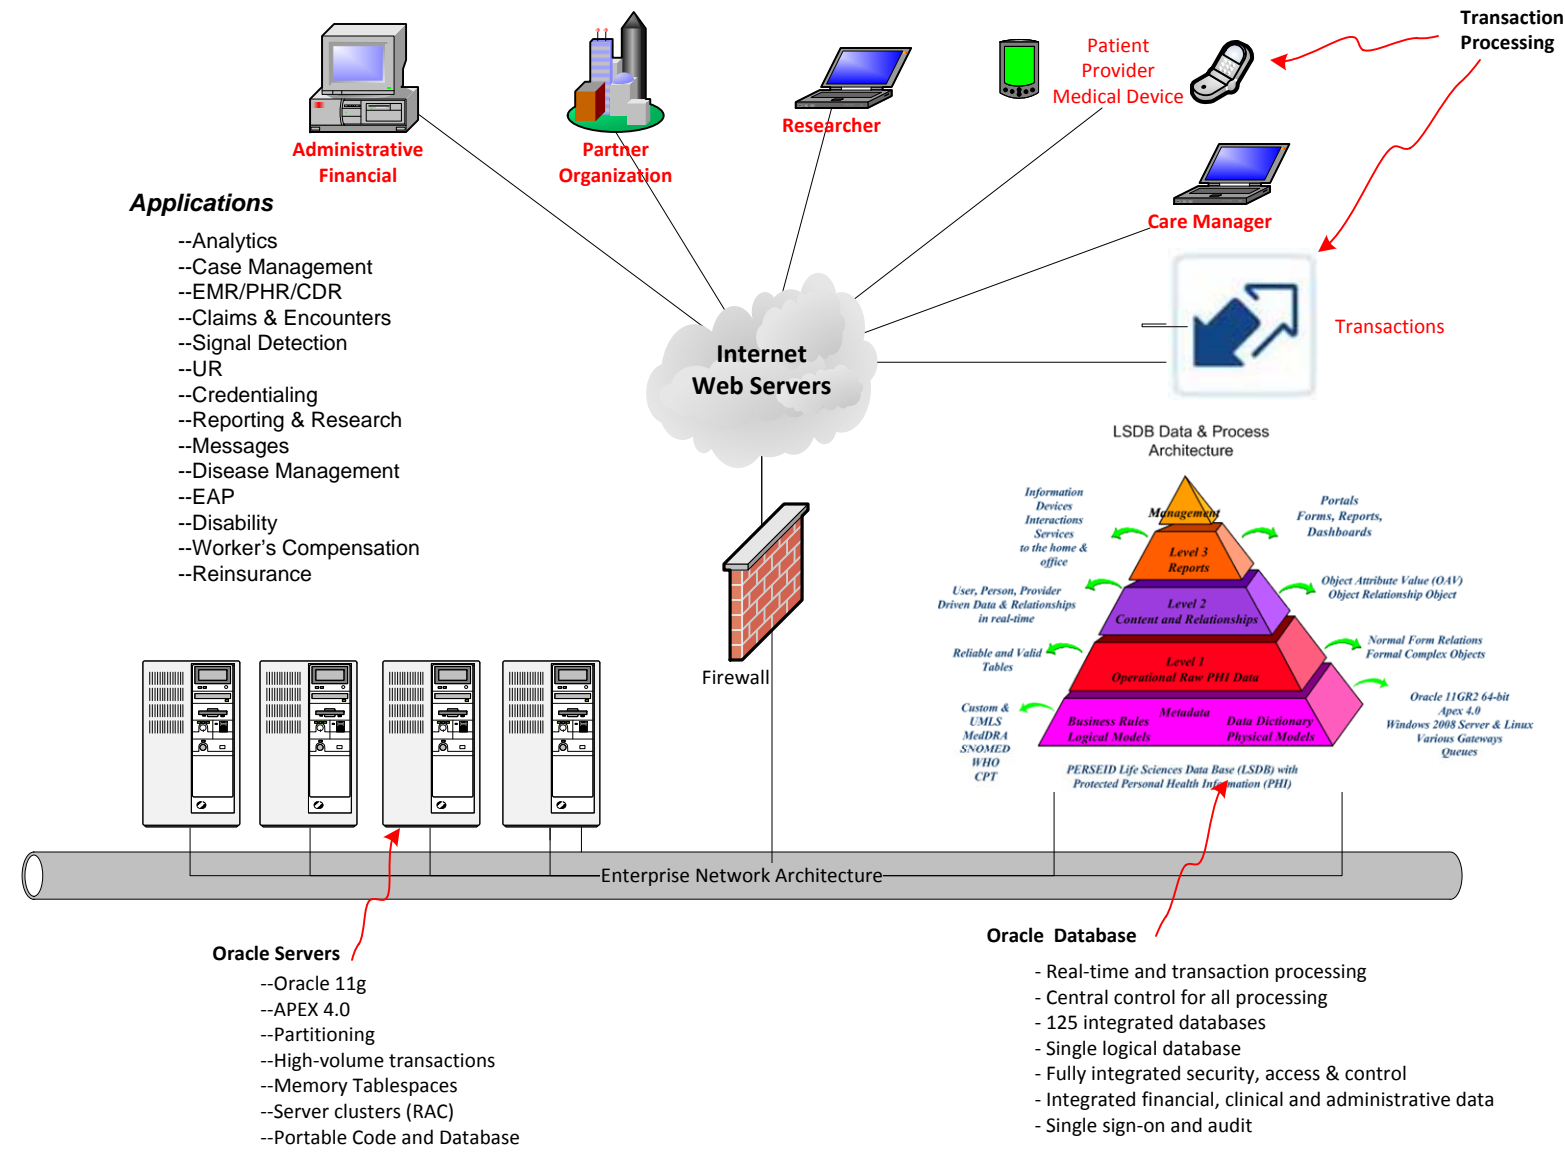 Transaction
Processing
Patient
Provider
Medical Device
Researcher
Administrative
Financial
Partner
Organization
Care Manager
Applications
--Analytics
--Case Management
--EMR/PHR/CDR
--Claims & Encounters
--Signal Detection
--UR
--Credentialing
--Reporting & Research
--Messages
--Disease Management
--EAP
--Disability
--Worker's Compensation
--Reinsurance
Internet
Web Servers
Transactions
Firewall
LSDB Data & Process
Architecture
Information
Devices
Interactions
Services
to the home &
office
Management
Portals
Forms, Reports,
Dashboards
Level 3
Reports
User, Person, Provider
Driven Data & Relationships
in real-time
Level 2
Content and Relationships
Object Attribute Value (OAV)
Object Relationship Object
Reliable and Valid
Tables
Level 1
Operational Raw PHI Data
Normal Form Relations
Formal Complex Objects
Custom &
UMLS
MedDRA
SNOMED
WHO
CPT
Metadata
Business Rules
Logical Models
Data Dictionary
Physical Models
Oracle 11GR2 64-bit
Apex 4.0
Windows 2008 Server & Linux
Various Gateways
Queues
PERSEID Life Sciences Data Base (LSDB) with
Protected Personal Health Information (PHI)
Enterprise Network Architecture
Oracle Servers
--Oracle 11g
--APEX 4.0
--Partitioning
--High-volume transactions
--Memory Tablespaces
--Server clusters (RAC)
--Portable Code and Database
Oracle Database
- Real-time and transaction processing
- Central control for all processing
- 125 integrated databases
- Single logical database
- Fully integrated security, access & control
- Integrated financial, clinical and administrative data
- Single sign-on and audit